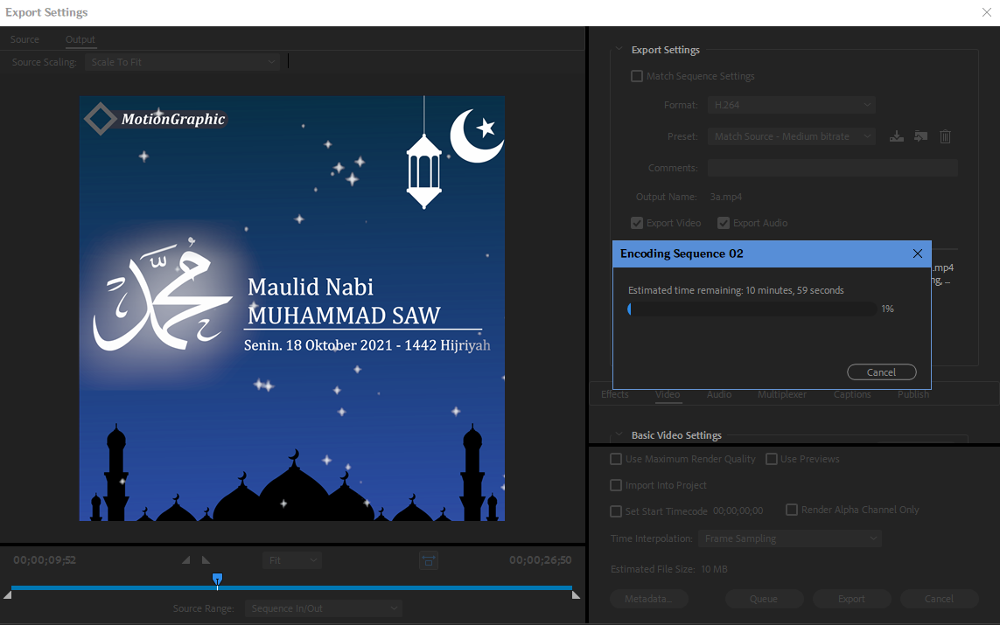 Export Settings
Source
Output
Source Scaling:
Scale To Fit
MotionGraphic
محمد
Maulid Nabi
MUHAMMAD SAW
Senin. 18 Oktober 2021 - 1442 Hijriyah
00;00;09;52
Fit
00;00;26;50
Source Range:
Sequence In/Out
Export Settings
Match Sequence Settings
Format:
H.264
Preset:
Match Source - Medium bitrate
Comments:
Output Name:
3a.mp4
Export Video
Export Audio
.mp4
Encoding Sequence 02
Estimated time remaining: 10 minutes, 59 seconds
1%
Cancel
Effects
Video
Audio
Multiplexer
Captions
Publish
Basic Video Settings
Use Maximum Render Quality
Use Previews
Import Into Project
Set Start Timecode
00;00;00;00
Render Alpha Channel Only
Time Interpolation:
Frame Sampling
Estimated File Size:
10 MB
Metadata...
Queue
Export
Cancel